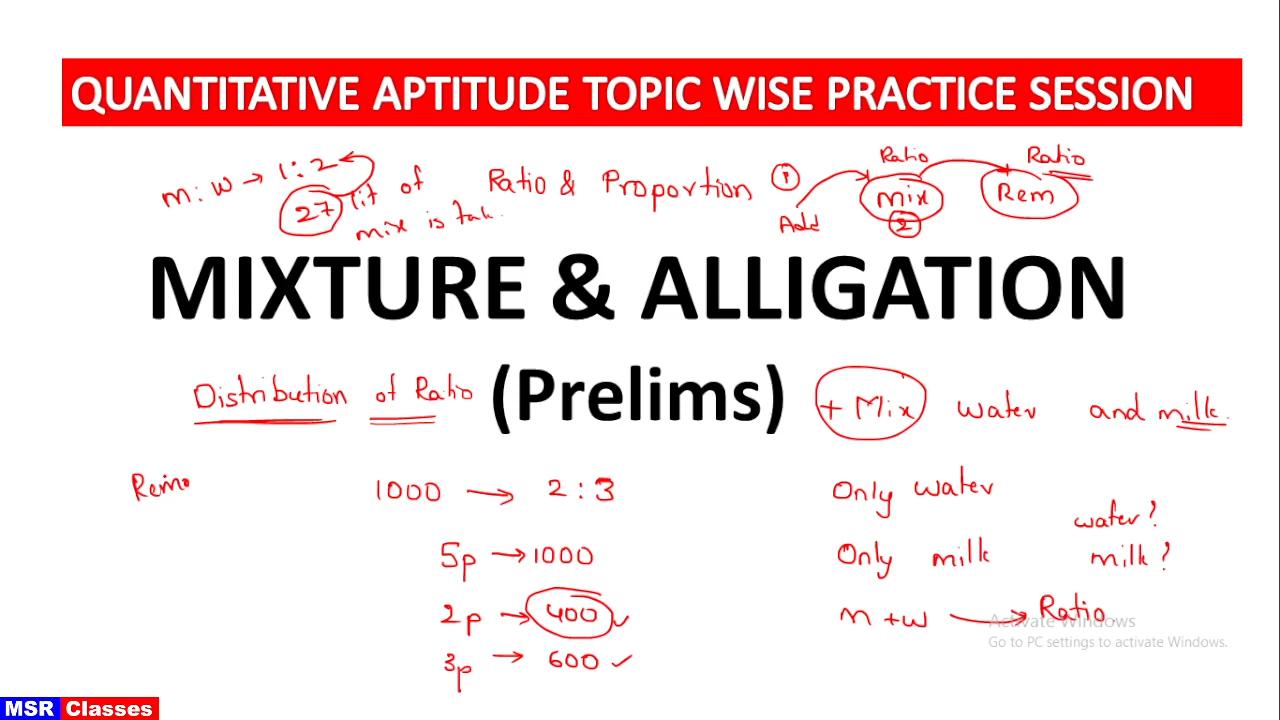 QUANTITATIVE APTITUDE TOPIC WISE PRACTICE SESSION
m : w → 1 : 2
27 lit of
mix is tak
Ratio & Proportion
1
Add
Ratio
mix
2
Ratio
Rem
MIXTURE & ALLIGATION
Distribution of Ratio
(Prelims)
+ Mix water and milk.
Remo
1000 → 2 : 3
5p → 1000
2p → 400 ✓
3p → 600 ✓
Only water
water?
Only milk
milk?
m + w → Ratio
Activate Windows
Go to PC settings to activate Windows.
MSR Classes